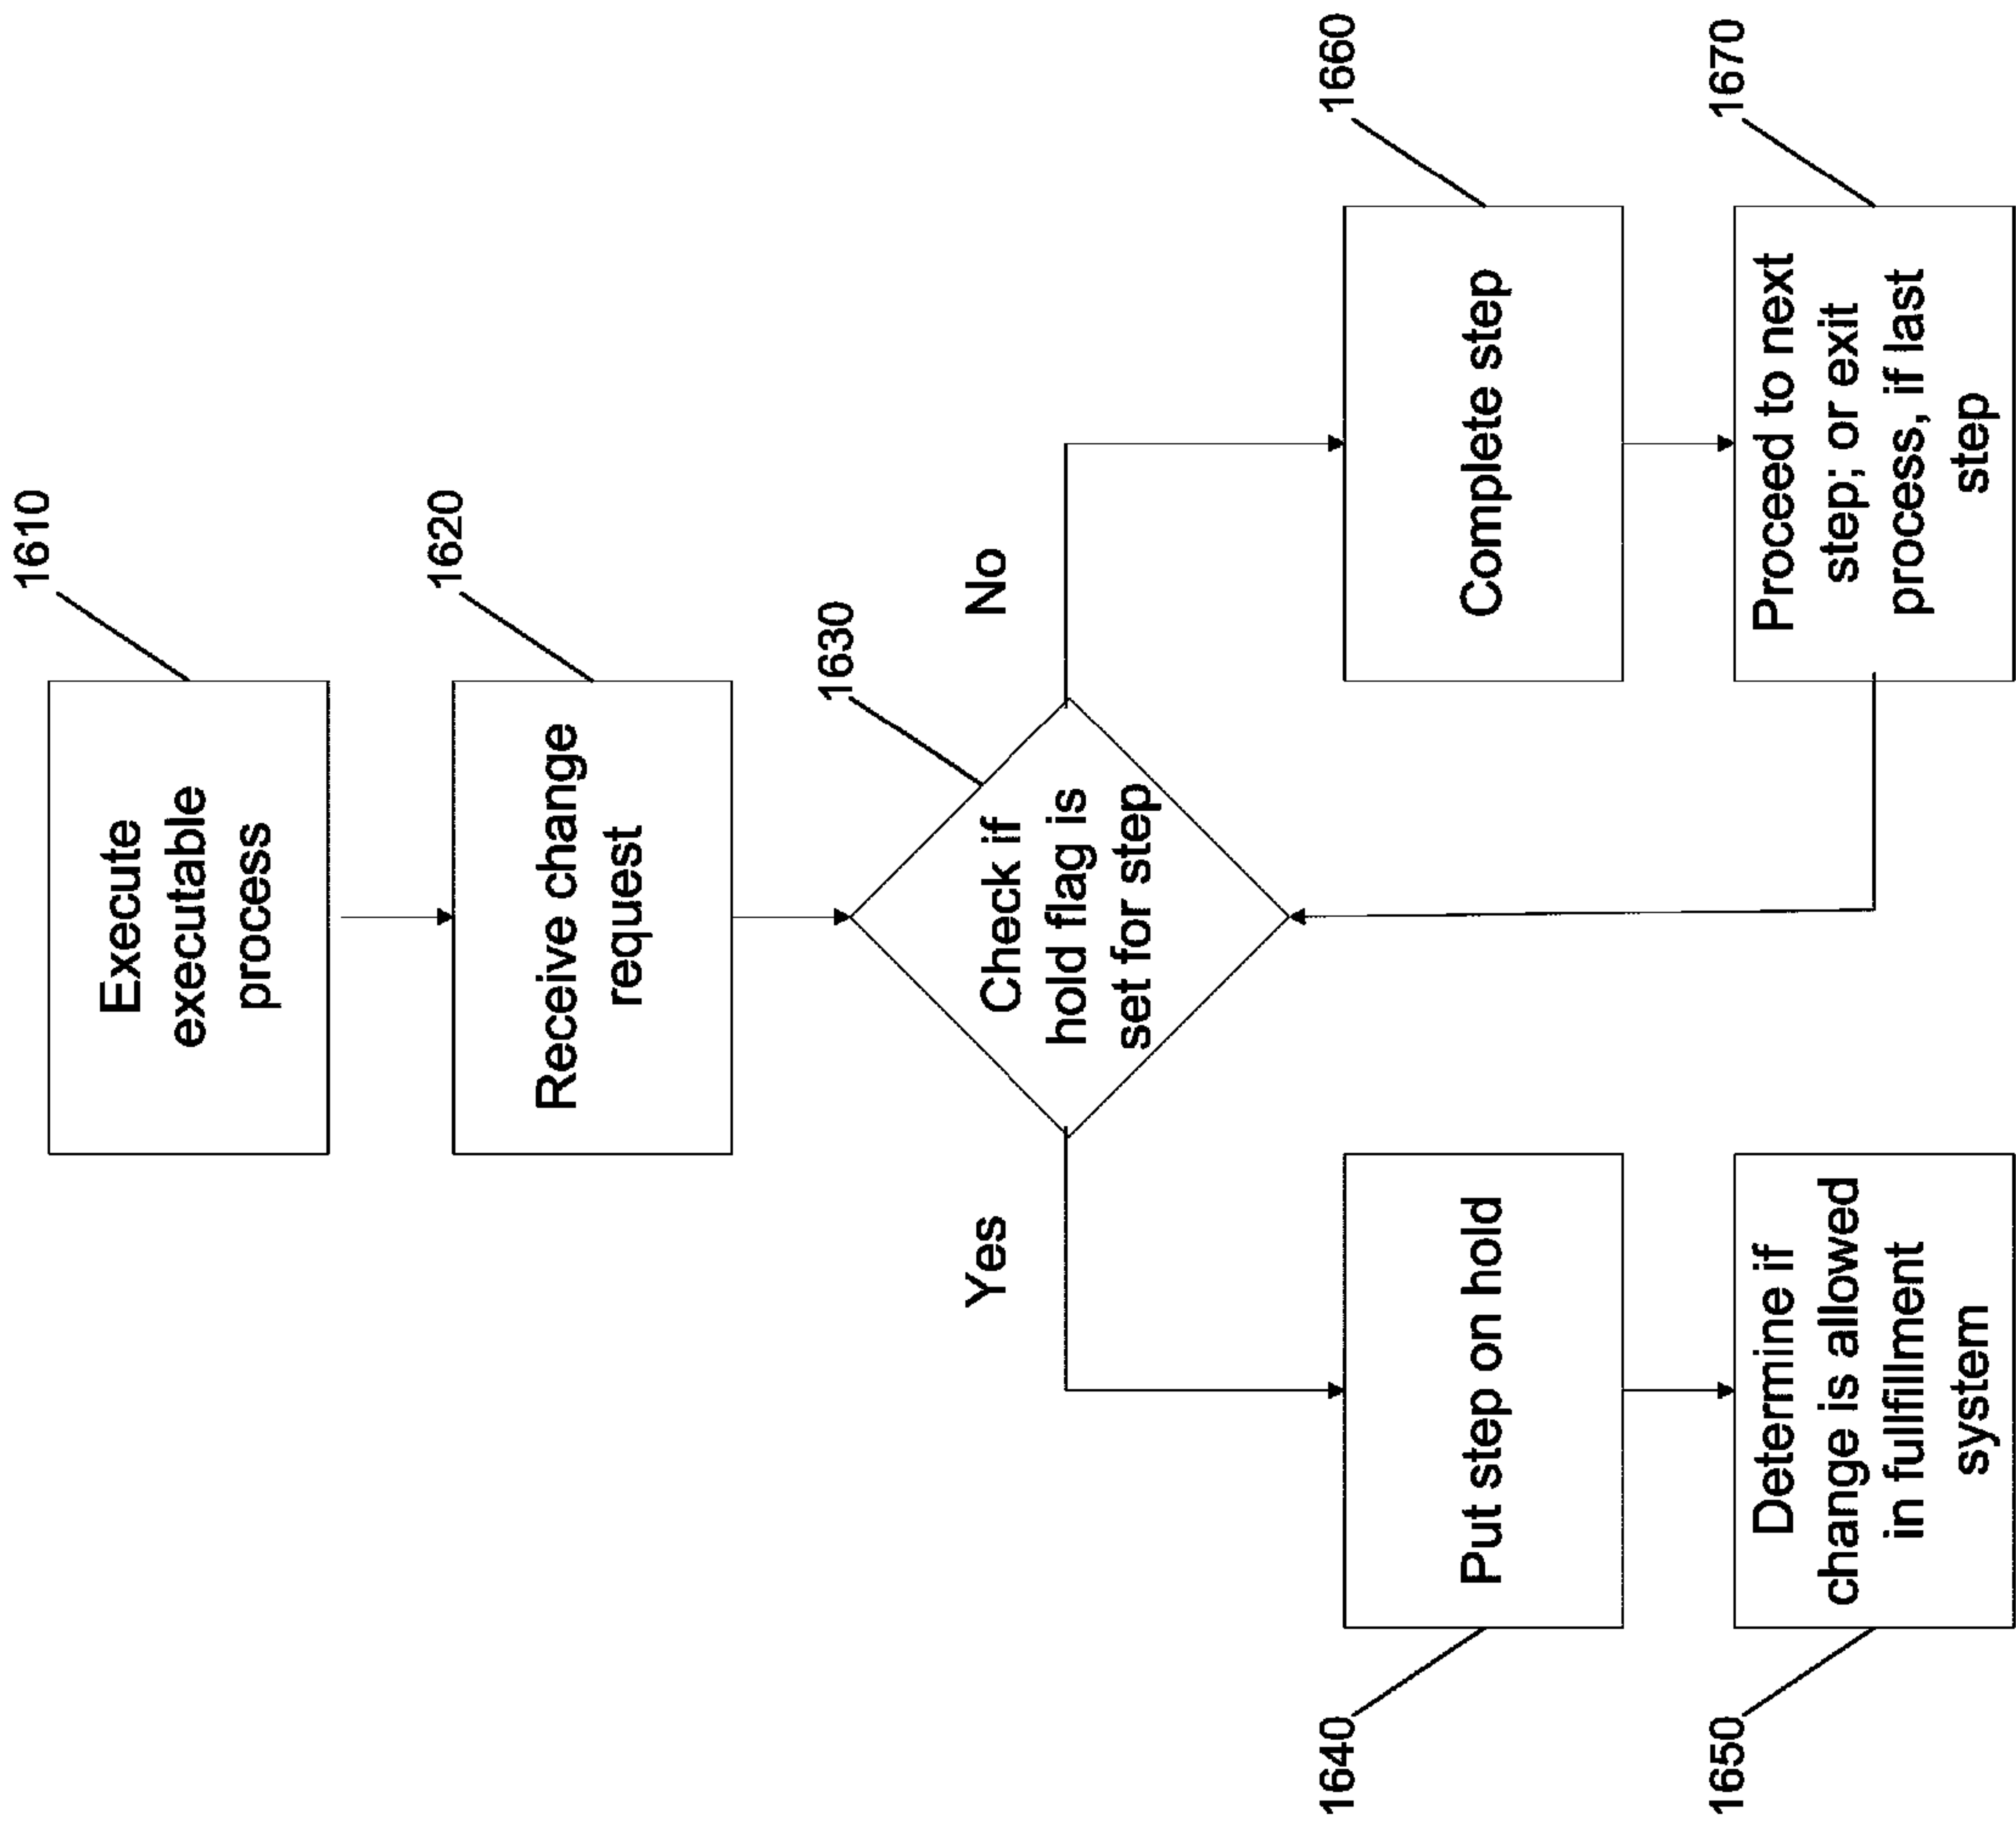 1610
Execute
executable
process
1620
Receive change
request
1630
Check if
hold flag is
set for step
Yes
No
1640
Put step on hold
1650
Determine if
change is allowed
in fullfillment
system
1660
Complete step
1670
Proceed to next
step; or exit
process, if last
step